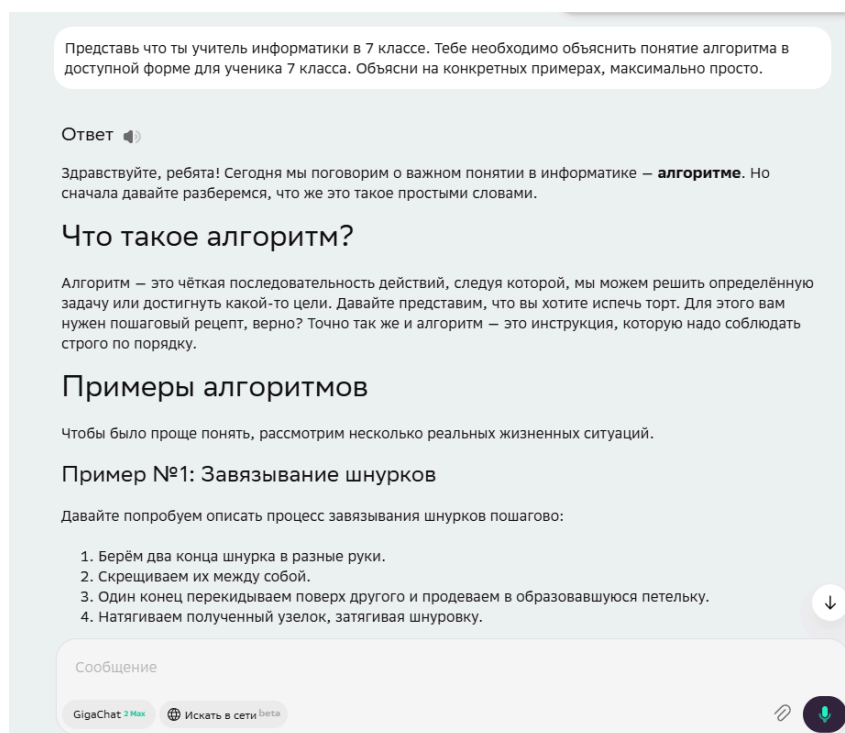 Представь что ты учитель информатики в 7 классе. Тебе необходимо объяснить понятие алгоритма в
доступной форме для ученика 7 класса. Объясни на конкретных примерах, максимально просто.
Ответ
Здравствуйте, ребята! Сегодня мы поговорим о важном понятии в информатике — алгоритме. Но
сначала давайте разберемся, что же это такое простыми словами.
Что такое алгоритм?
Алгоритм — это чёткая последовательность действий, следуя которой, мы можем решить определённую
задачу или достигнуть какой-то цели. Давайте представим, что вы хотите испечь торт. Для этого вам
нужен пошаговый рецепт, верно? Точно так же и алгоритм — это инструкция, которую надо соблюдать
строго по порядку.
Примеры алгоритмов
Чтобы было проще понять, рассмотрим несколько реальных жизненных ситуаций.
Пример №1: Завязывание шнурков
Давайте попробуем описать процесс завязывания шнурков пошагово:
1. Берём два конца шнурка в разные руки.
2. Скрещиваем их между собой.
3. Один конец перекидываем поверх другого и продеваем в образовавшуюся петельку.
4. Натягиваем полученный узелок, затягивая шнуровку.
Сообщение
GigaChat 2 Max Искать в сети beta